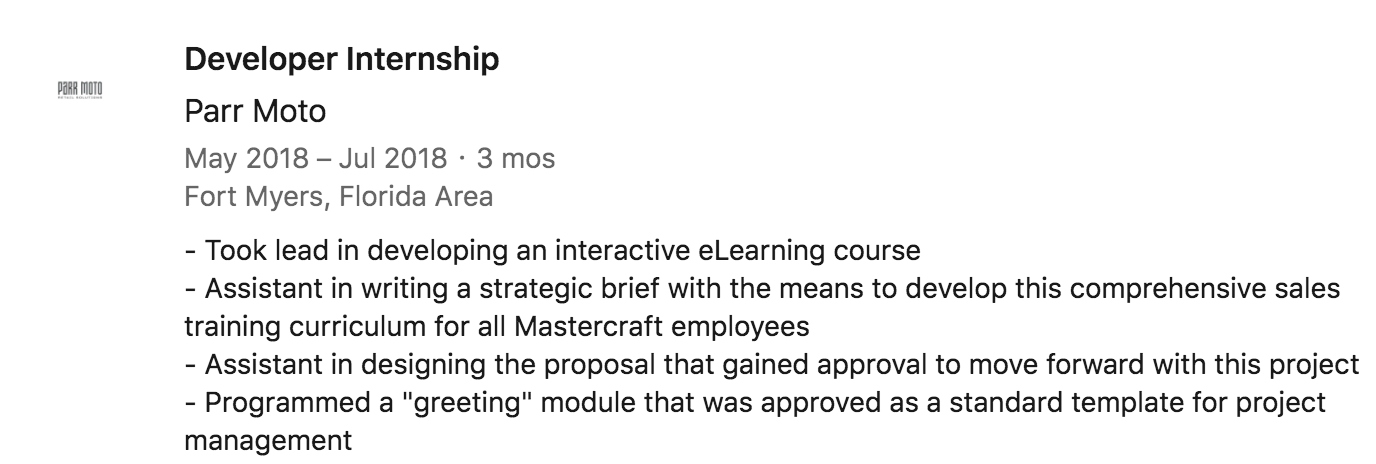 Developer Internship
PARR MOTO
Parr Moto
May 2018 – Jul 2018 · 3 mos
Fort Myers, Florida Area
- Took lead in developing an interactive eLearning course
- Assistant in writing a strategic brief with the means to develop this comprehensive sales
training curriculum for all Mastercraft employees
- Assistant in designing the proposal that gained approval to move forward with this project
- Programmed a "greeting" module that was approved as a standard template for project
management